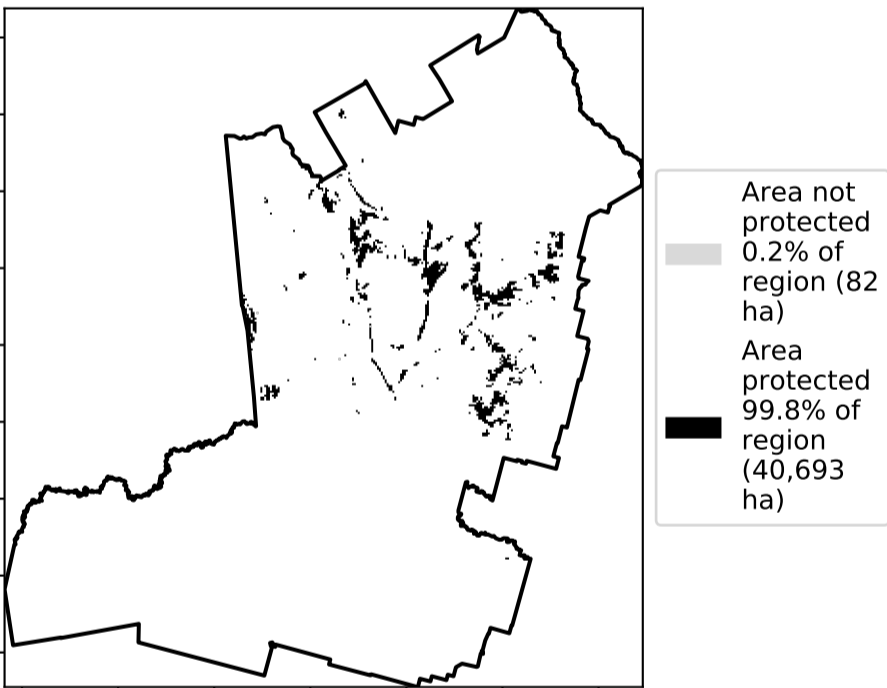 Area not
protected
0.2% of
region (82
ha)
Area
protected
99.8% of
region
(40,693
ha)